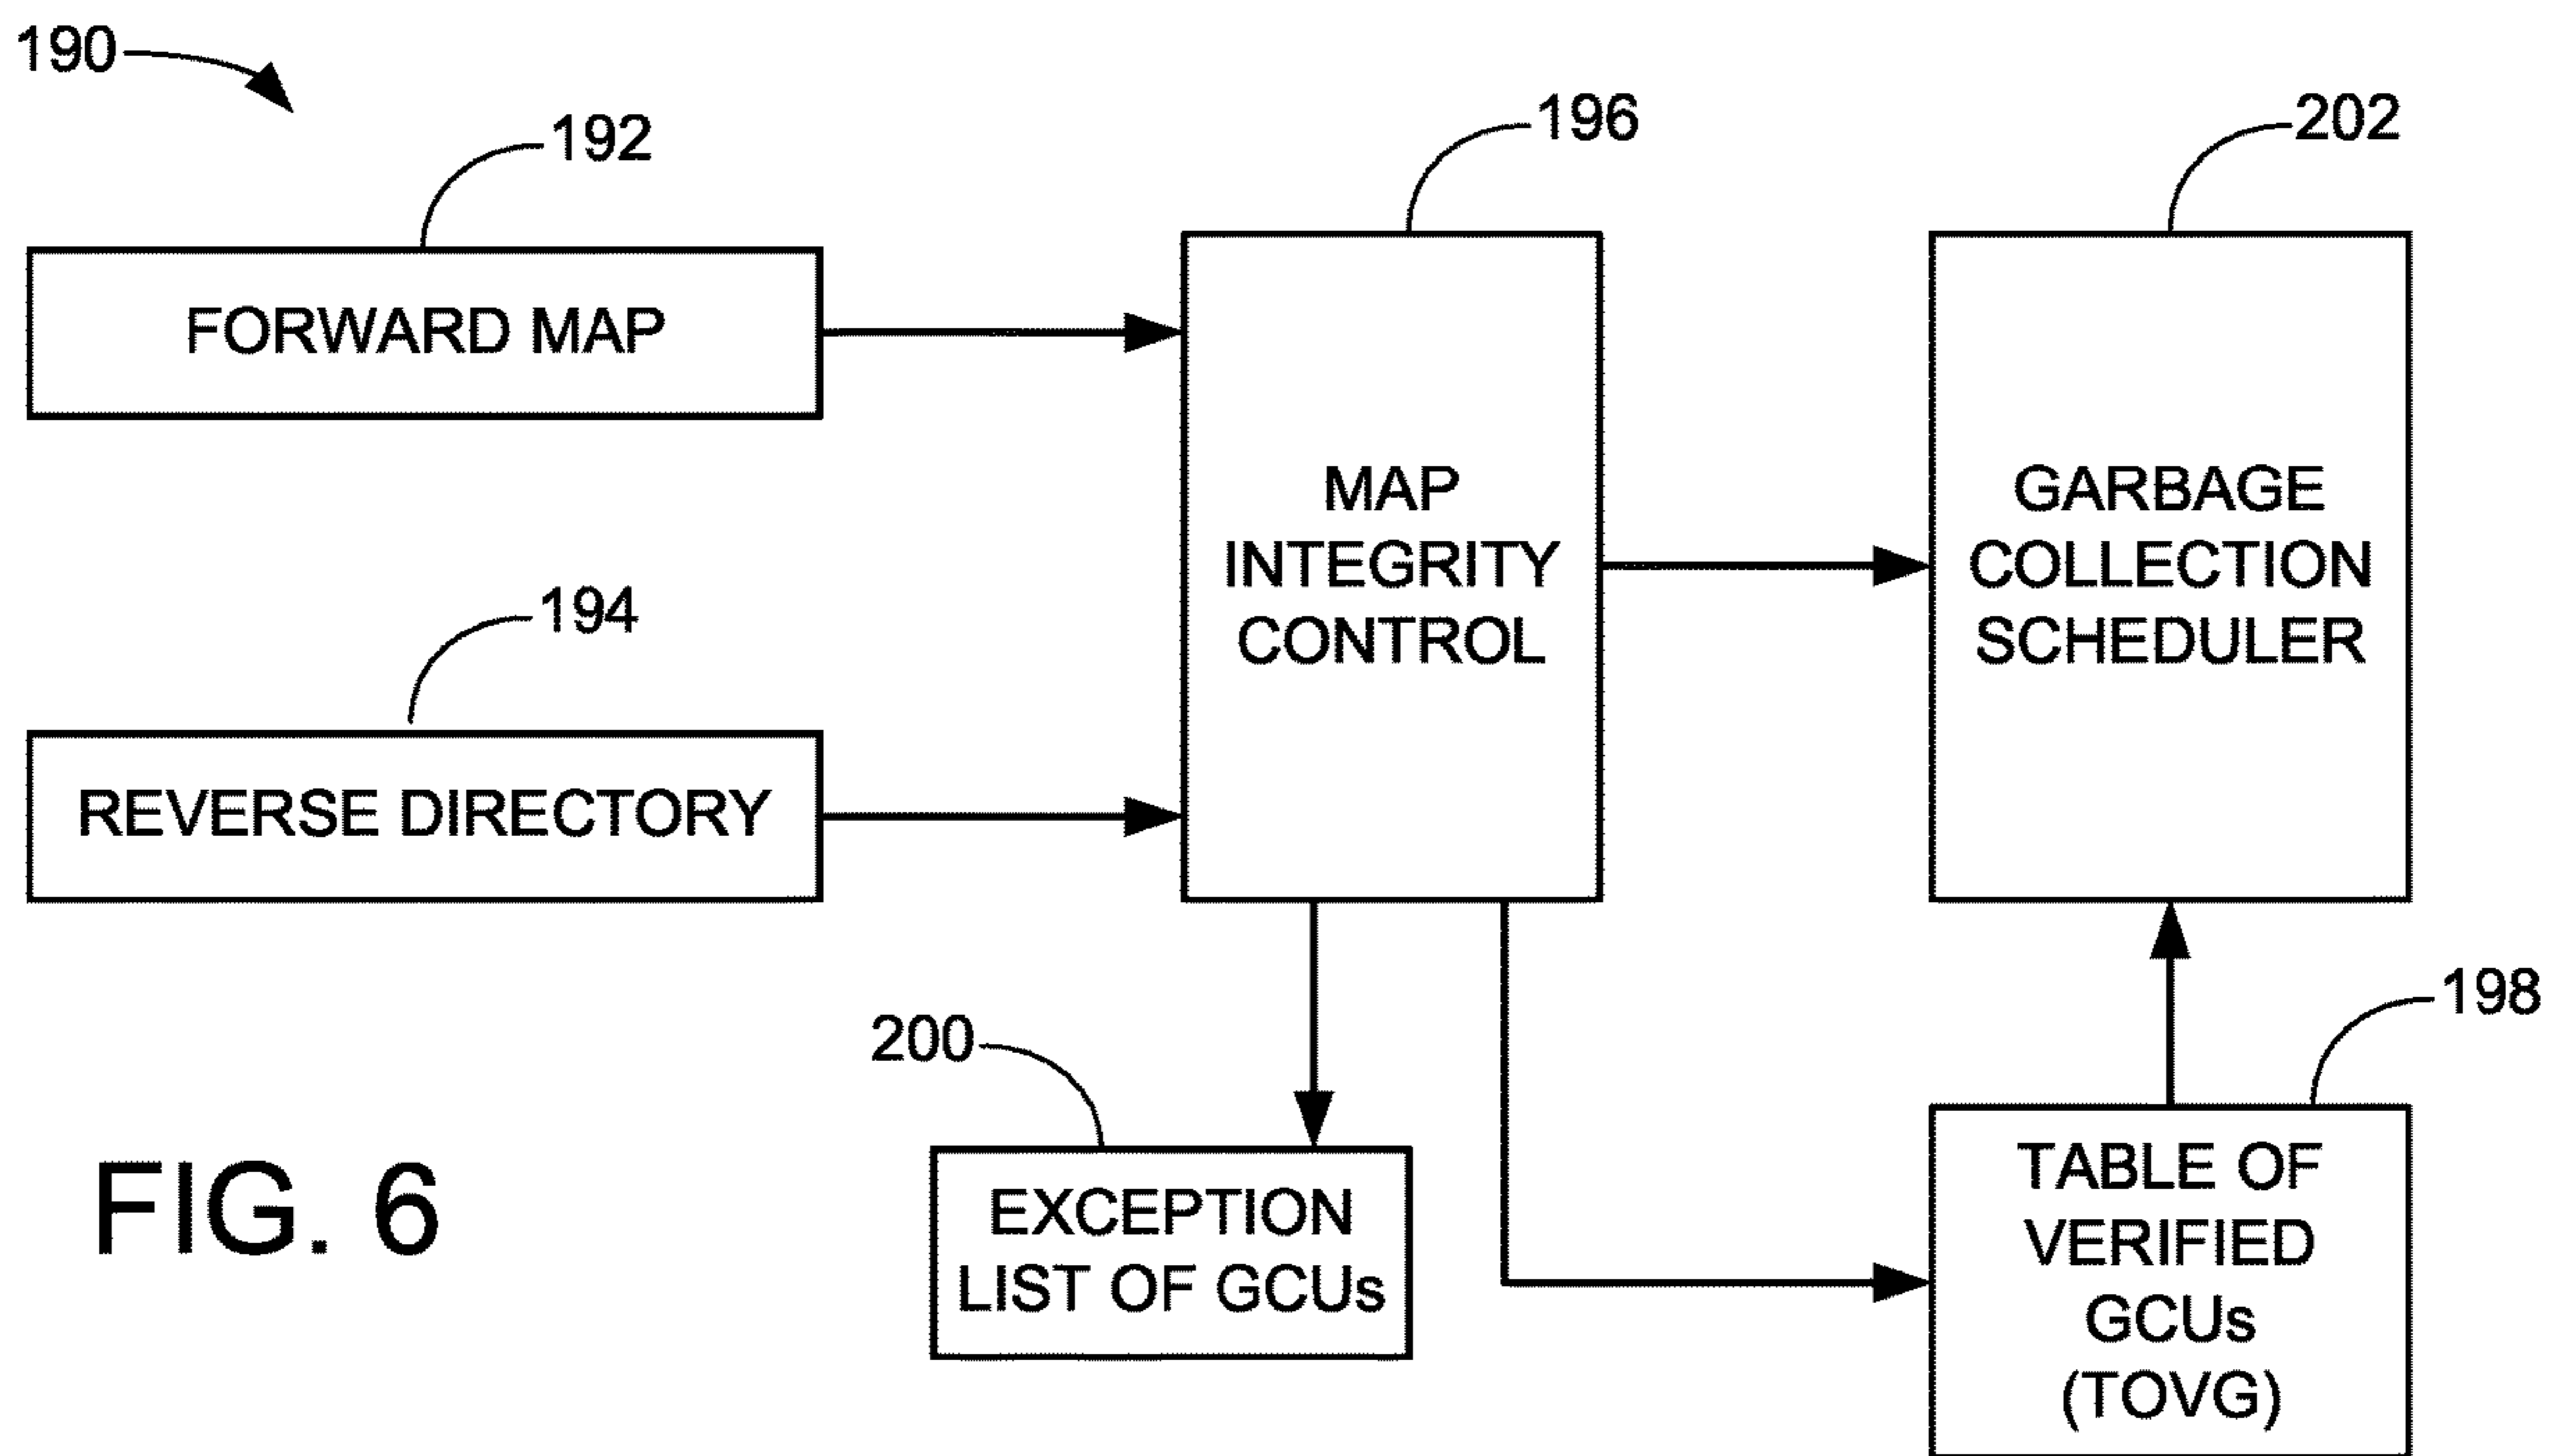 190
192
196
202
FORWARD MAP
MAP
INTEGRITY
CONTROL
GARBAGE
COLLECTION
SCHEDULER
194
REVERSE DIRECTORY
200
198
EXCEPTION
LIST OF GCUs
TABLE OF
VERIFIED
GCUs
(TOVG)
FIG. 6